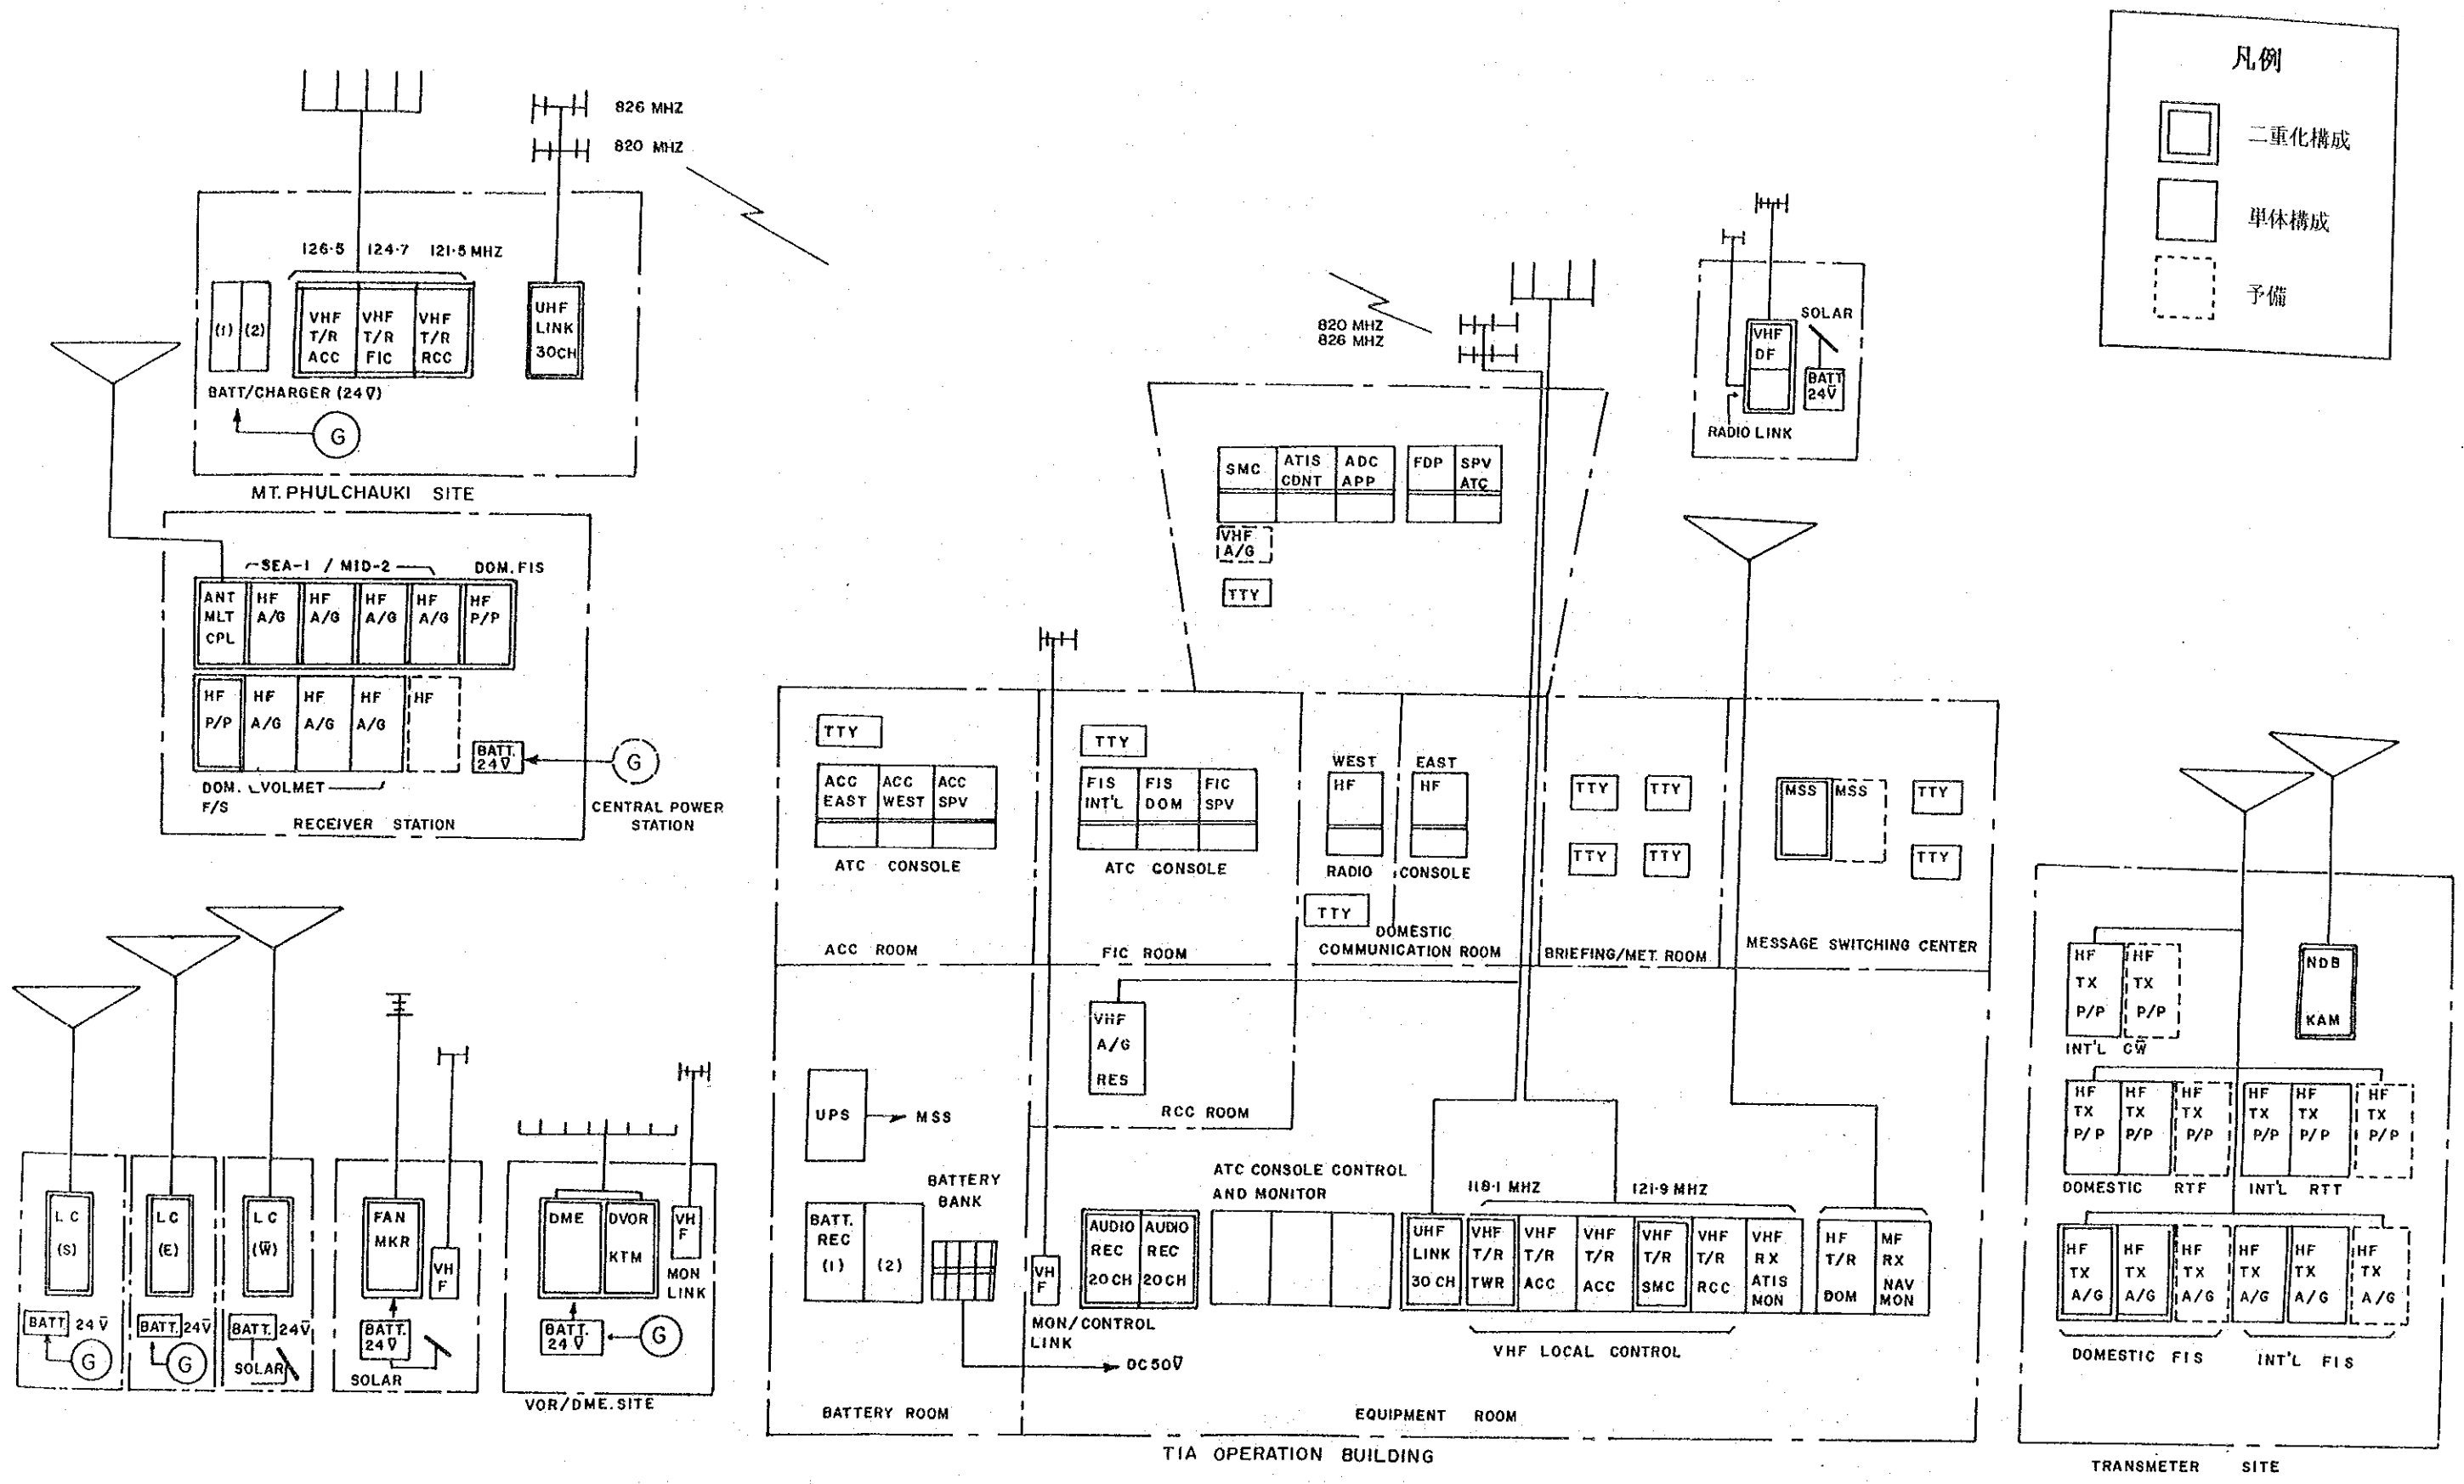 凡例
二重化構成
単体構成
予備
826 MHZ
820 MHZ
126·5 124·7 121·5 MHZ
(1) (2)
VHF T/R ACC
VHF T/R FIC
VHF T/R RCC
UHF LINK 30CH
BATT/CHARGER (24V̄)
G
MT. PHULCHAUKI SITE
SEA-1 / MID-2
DOM. FIS
ANT MLT CPL
HF A/G
HF A/G
HF A/G
HF A/G
HF P/P
HF P/P
HF A/G
HF A/G
HF A/G
HF
BATT. 24V̄
G
DOM. F/S
VOLMET
RECEIVER STATION
CENTRAL POWER STATION
820 MHZ
826 MHZ
VHF DF
SOLAR
BATT 24V̄
RADIO LINK
SMC
ATIS CDNT
ADC APP
FDP
SPV ATC
VHF A/G
TTY
TTY
ACC EAST
ACC WEST
ACC SPV
ATC CONSOLE
ACC ROOM
TTY
FIS INT'L
FIS DOM
FIC SPV
ATC CONSOLE
FIC ROOM
WEST
HF
RADIO
EAST
HF
CONSOLE
TTY
DOMESTIC COMMUNICATION ROOM
TTY
TTY
TTY
TTY
BRIEFING/MET. ROOM
MSS
MSS
TTY
TTY
MESSAGE SWITCHING CENTER
VHF A/G RES
RCC ROOM
UPS
MSS
BATTERY BANK
BATT. REC (1)
(2)
BATTERY ROOM
VHF
MON/CONTROL LINK
DC50V̄
AUDIO REC 20CH
AUDIO REC 20CH
ATC CONSOLE CONTROL AND MONITOR
118·1 MHZ
121·9 MHZ
UHF LINK 30 CH
VHF T/R TWR
VHF T/R ACC
VHF T/R ACC
VHF T/R SMC
VHF T/R RCC
VHF RX ATIS MON
HF T/R DOM
MF RX NAV MON
VHF LOCAL CONTROL
EQUIPMENT ROOM
TIA OPERATION BUILDING
LC (S)
BATT. 24V̄
G
LC (E)
BATT. 24V̄
G
LC (W̄)
BATT. 24V̄
SOLAR
FAN MKR
VHF
BATT. 24V̄
SOLAR
DME
DVOR KTM
VHF
MON LINK
BATT. 24V̄
G
VOR/DME. SITE
HF TX P/P
HF TX P/P
INT'L CW̄
NDB KAM
HF TX P/P
HF TX P/P
HF TX P/P
HF TX P/P
HF TX P/P
HF TX P/P
DOMESTIC RTF
INT'L RTT
HF TX A/G
HF TX A/G
HF TX A/G
HF TX A/G
HF TX A/G
HF TX A/G
DOMESTIC FIS
INT'L FIS
TRANSMETER SITE